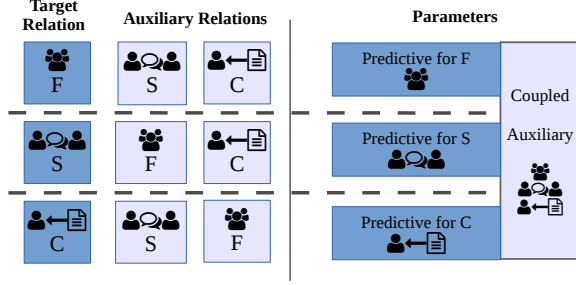 Target
Relation
Auxiliary Relations
Parameters
F
S
C
Predictive for F
S
F
C
Predictive for S
C
S
F
Predictive for C
Coupled
Auxiliary